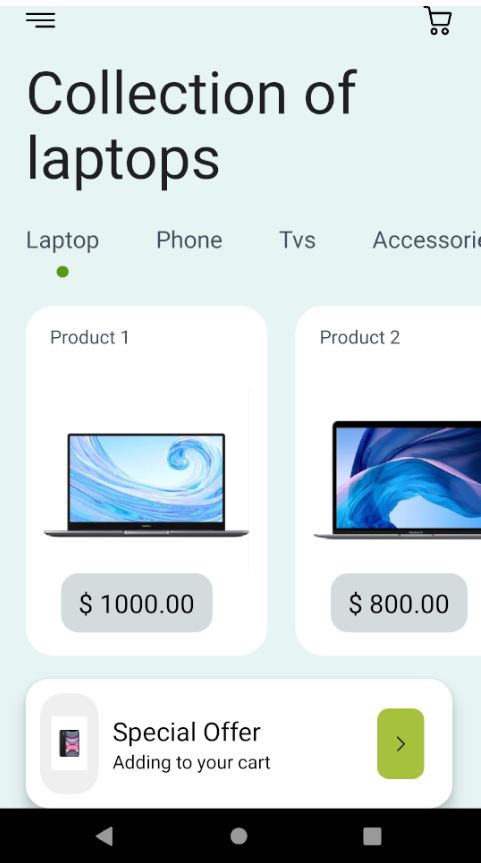 Collection of
laptops
Laptop Phone Tvs Accessorie
Product 1 Product 2
$ 1000.00 $ 800.00
Special Offer
Adding to your cart